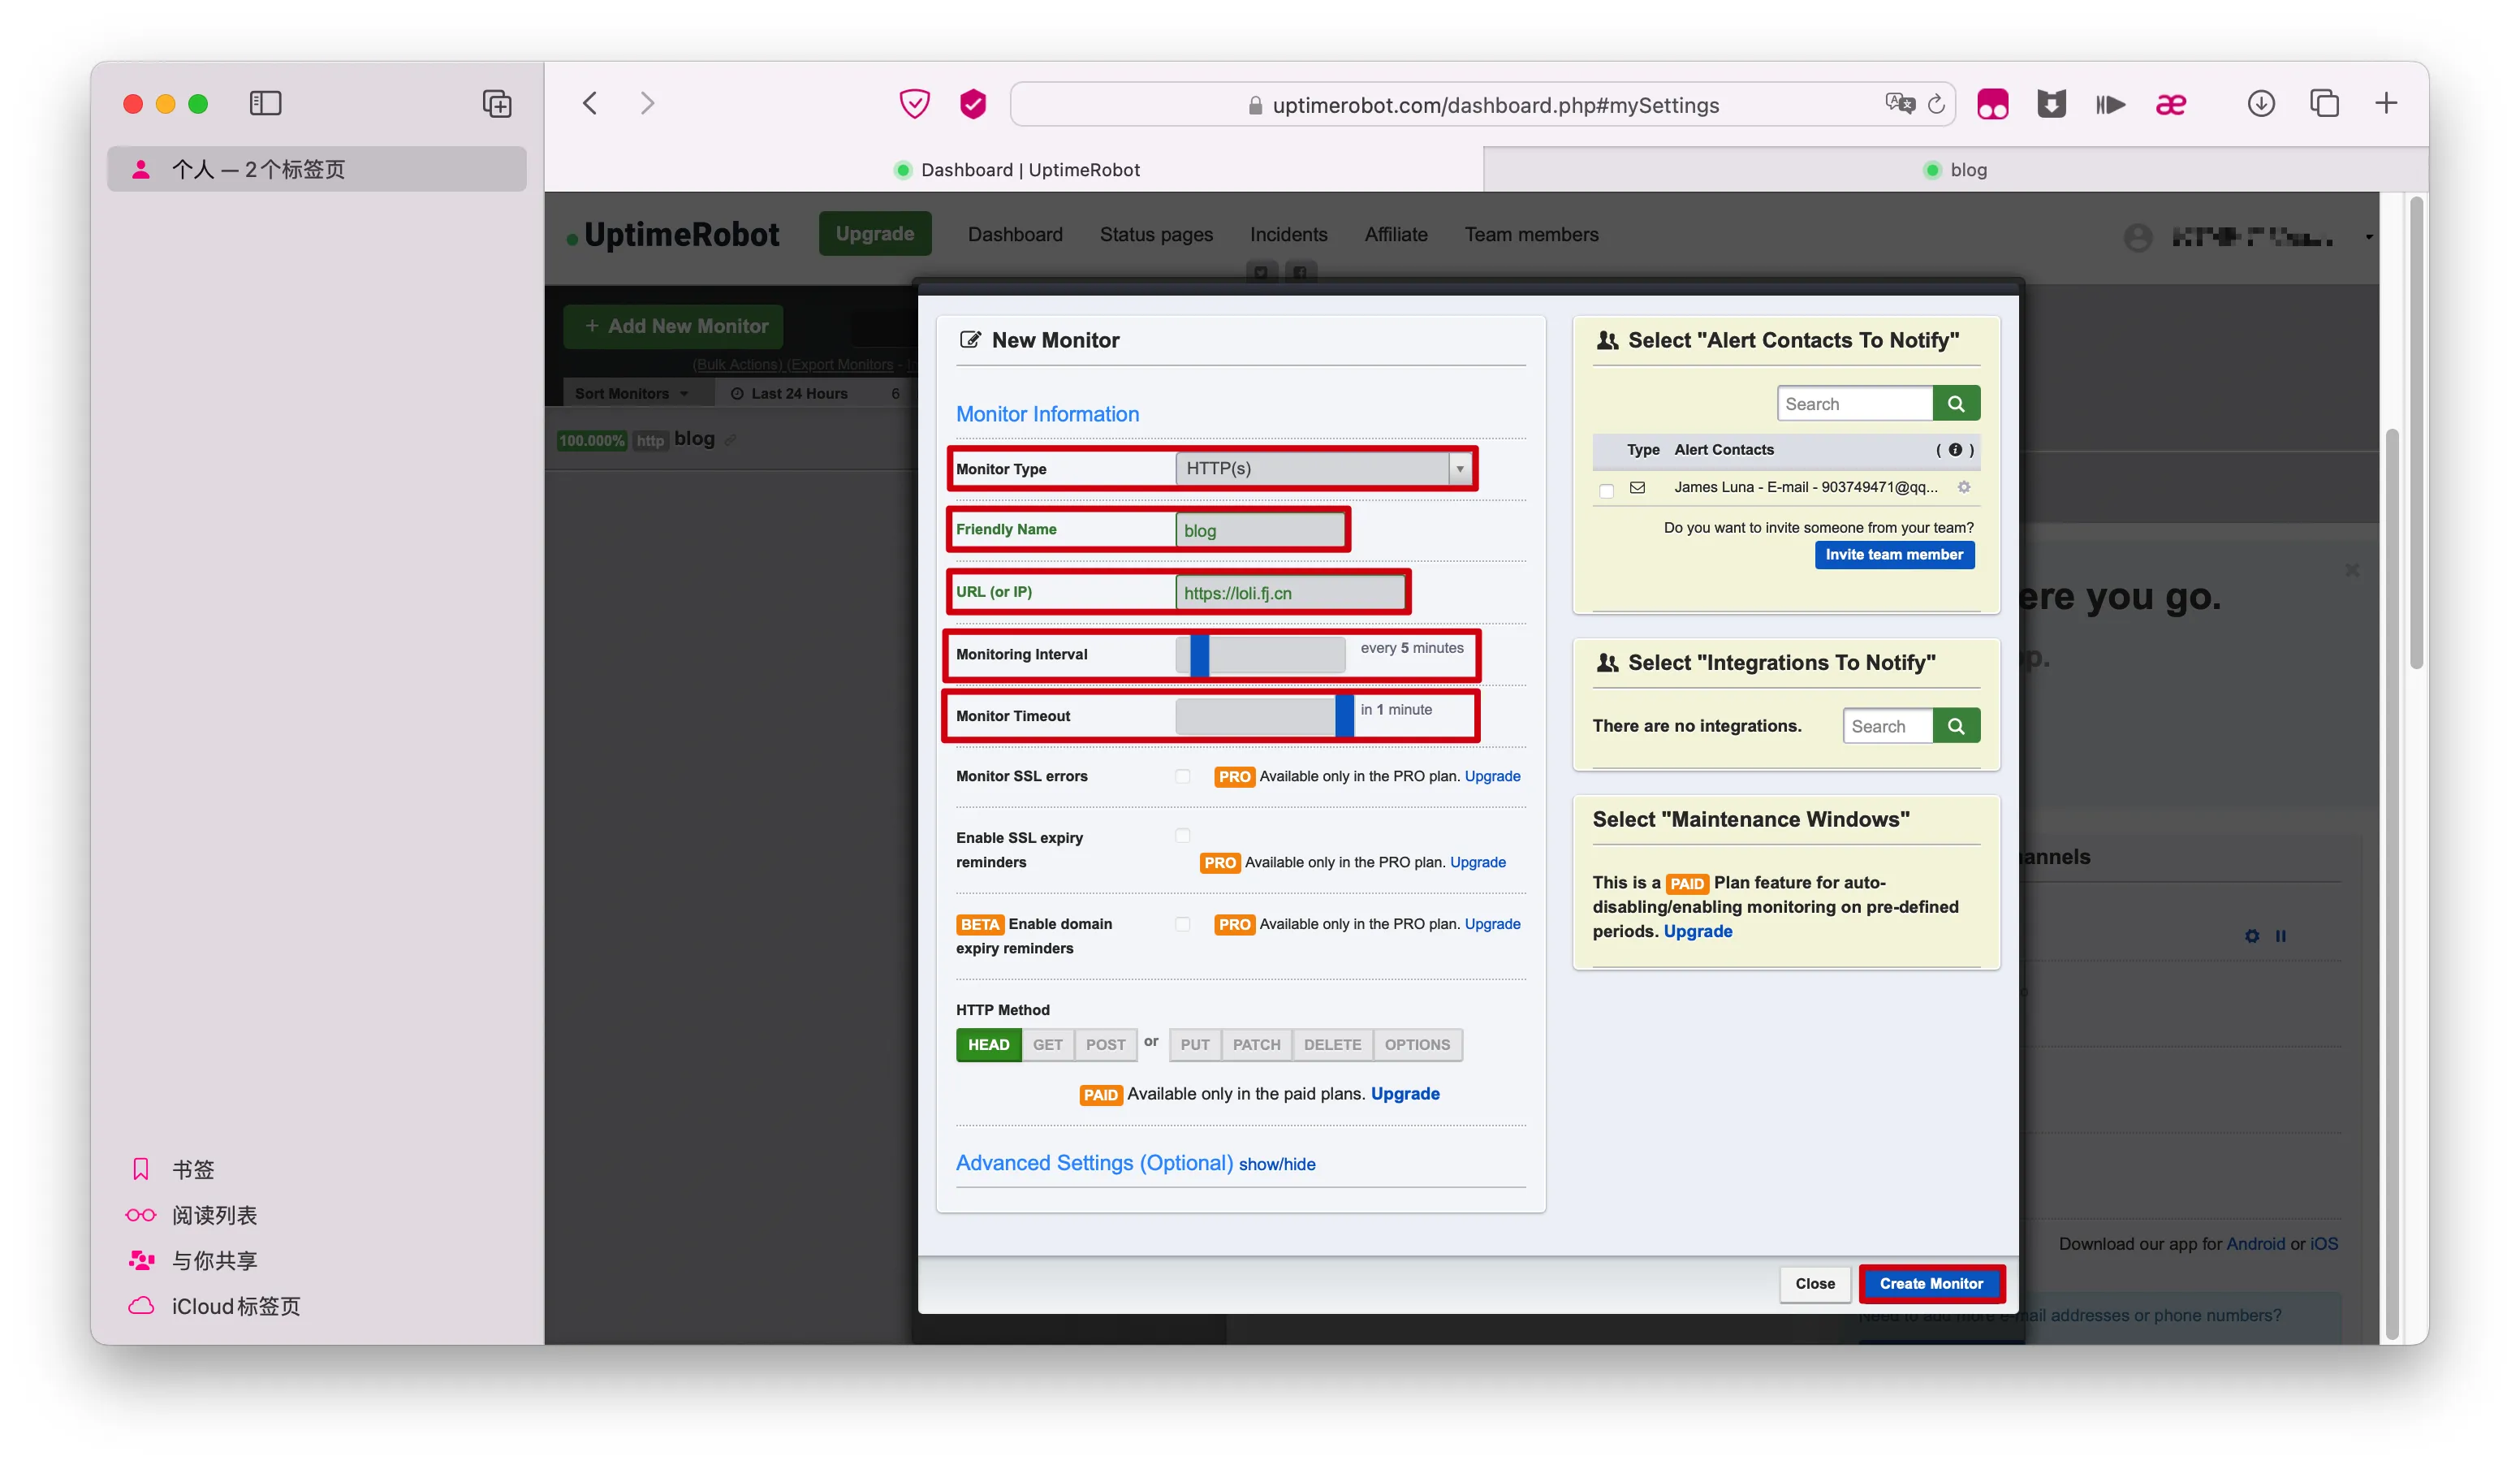 uptimerobot.com/dashboard.php#mySettings
个人 — 2个标签页
Dashboard | UptimeRobot
blog
UptimeRobot
Upgrade
Dashboard
Status pages
Incidents
Affiliate
Team members
+ Add New Monitor
(Bulk Actions) (Export Monitors -
Sort Monitors
Last 24 Hours
6
100.000% http blog
New Monitor
Monitor Information
Monitor Type HTTP(s)
Friendly Name blog
URL (or IP) https://loli.fj.cn
Monitoring Interval every 5 minutes
Monitor Timeout in 1 minute
Monitor SSL errors PRO Available only in the PRO plan. Upgrade
Enable SSL expiry
reminders
PRO Available only in the PRO plan. Upgrade
BETA Enable domain PRO Available only in the PRO plan. Upgrade
expiry reminders
HTTP Method
HEAD GET POST or PUT PATCH DELETE OPTIONS
PAID Available only in the paid plans. Upgrade
Advanced Settings (Optional) show/hide
Select "Alert Contacts To Notify"
Search
Type Alert Contacts ( i )
James Luna - E-mail - 903749471@qq...
Do you want to invite someone from your team?
Invite team member
Select "Integrations To Notify"
There are no integrations. Search
Select "Maintenance Windows"
This is a PAID Plan feature for auto-
disabling/enabling monitoring on pre-defined
periods. Upgrade
Close
Create Monitor
ere you go.
op.
annels
Download our app for Android or iOS
Need to add more e-mail addresses or phone numbers?
书签
阅读列表
与你共享
iCloud标签页